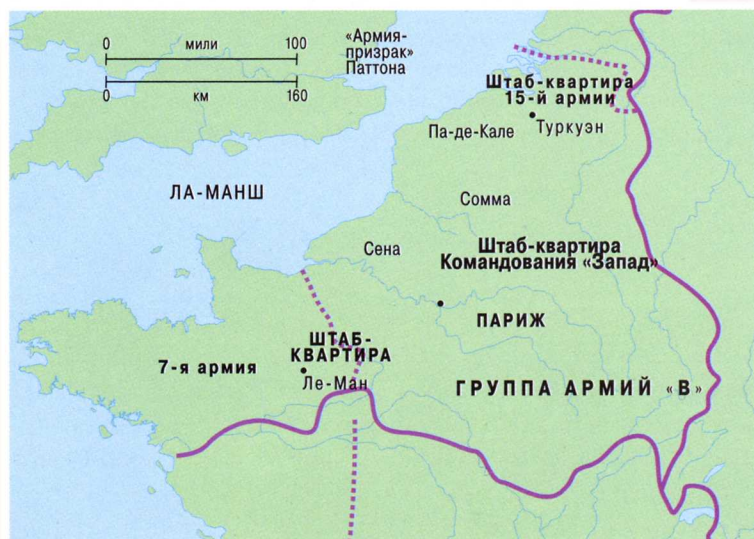 0 мили 100
0 км 160
«Армия-
призрак»
Паттона
Штаб-квартира
15-й армии
Па-де-Кале
Туркуэн
ЛА-МАНШ
Сомма
Сена
Штаб-квартира
Командования «Запад»
ПАРИЖ
ШТАБ-
КВАРТИРА
7-я армия
Ле-Ман
ГРУППА АРМИЙ «В»